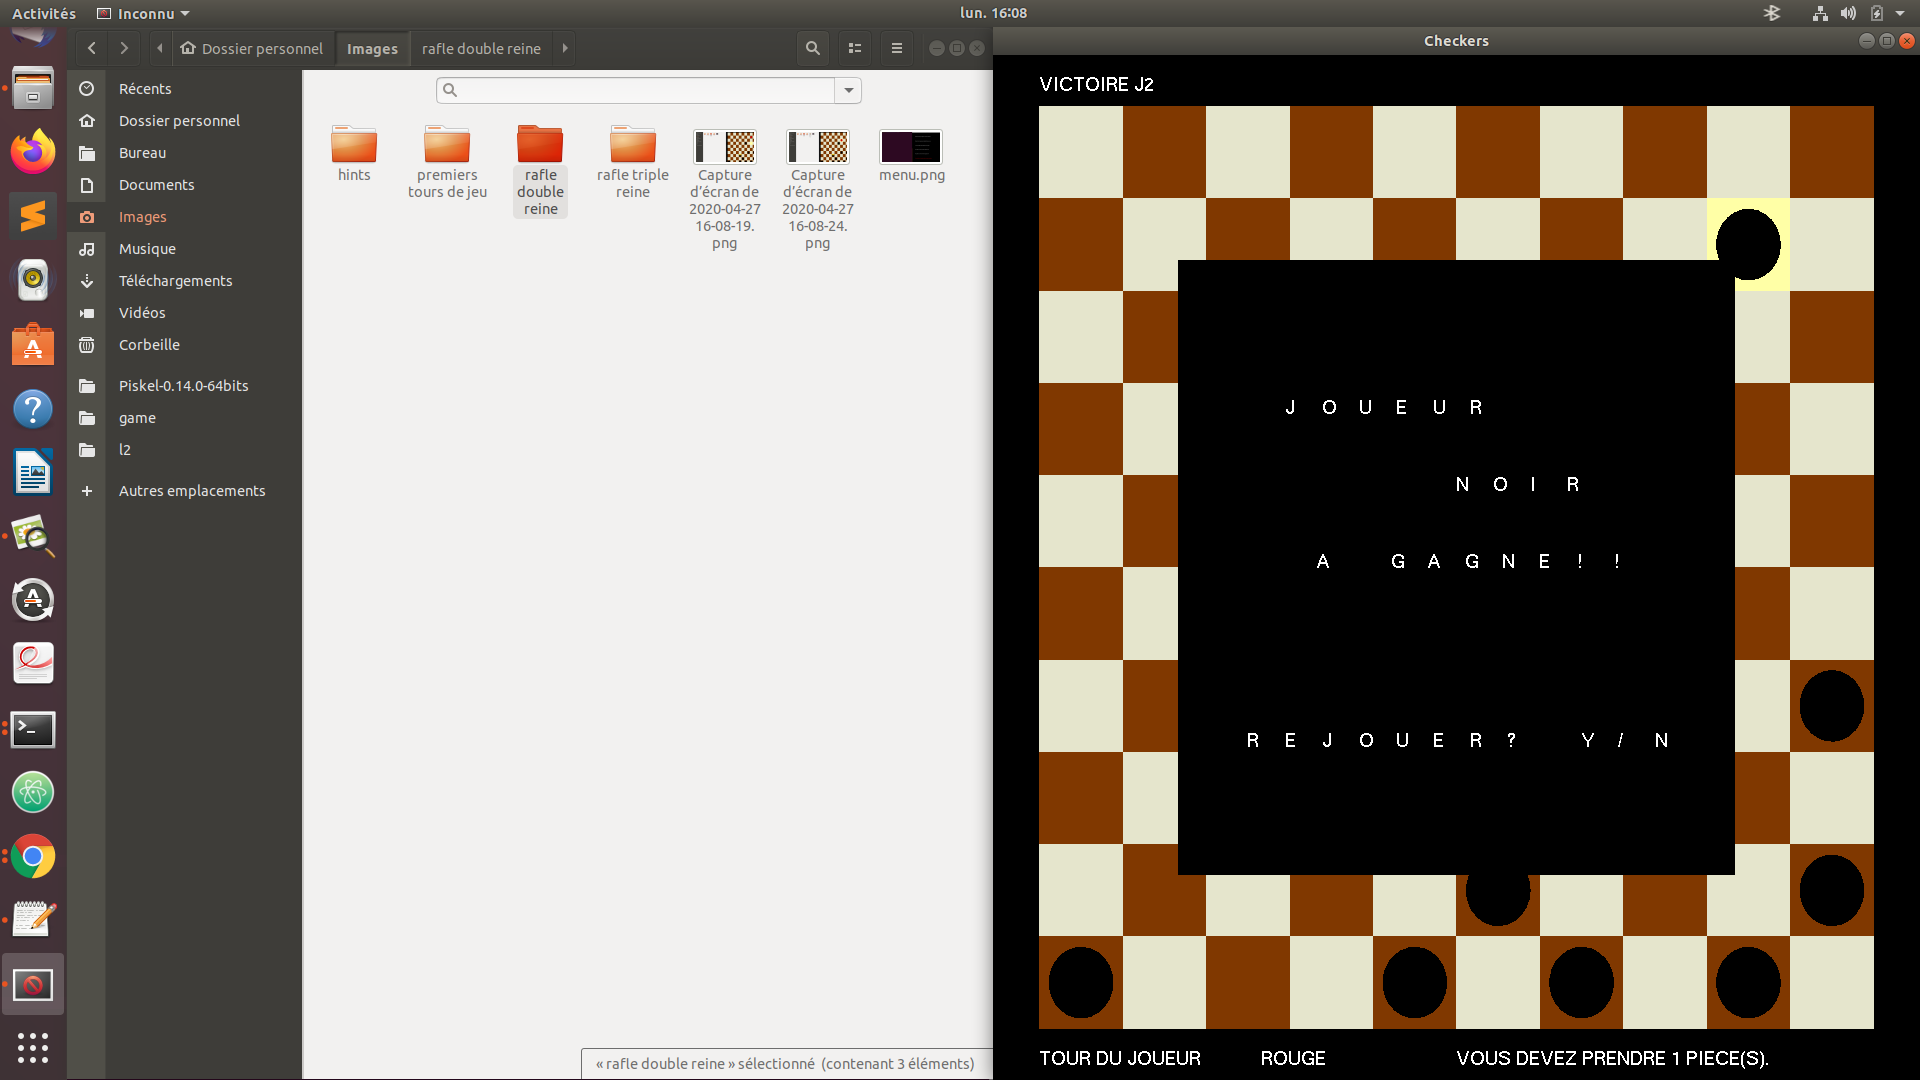 Activités
Inconnu
lun. 16:08
Dossier personnel
Images
rafle double reine
Récents
Dossier personnel
Bureau
Documents
Images
Musique
Téléchargements
Vidéos
Corbeille
Piskel-0.14.0-64bits
game
l2
Autres emplacements
hints
premiers
tours de jeu
rafle
double
reine
rafle triple
reine
Capture
d'écran de
2020-04-27
16-08-19.
png
Capture
d'écran de
2020-04-27
16-08-24.
png
menu.png
« rafle double reine » sélectionné (contenant 3 éléments)
Checkers
VICTOIRE J2
J O U E U R
N O I R
A G A G N E ! !
R E J O U E R ? Y / N
TOUR DU JOUEUR ROUGE VOUS DEVEZ PRENDRE 1 PIECE(S).